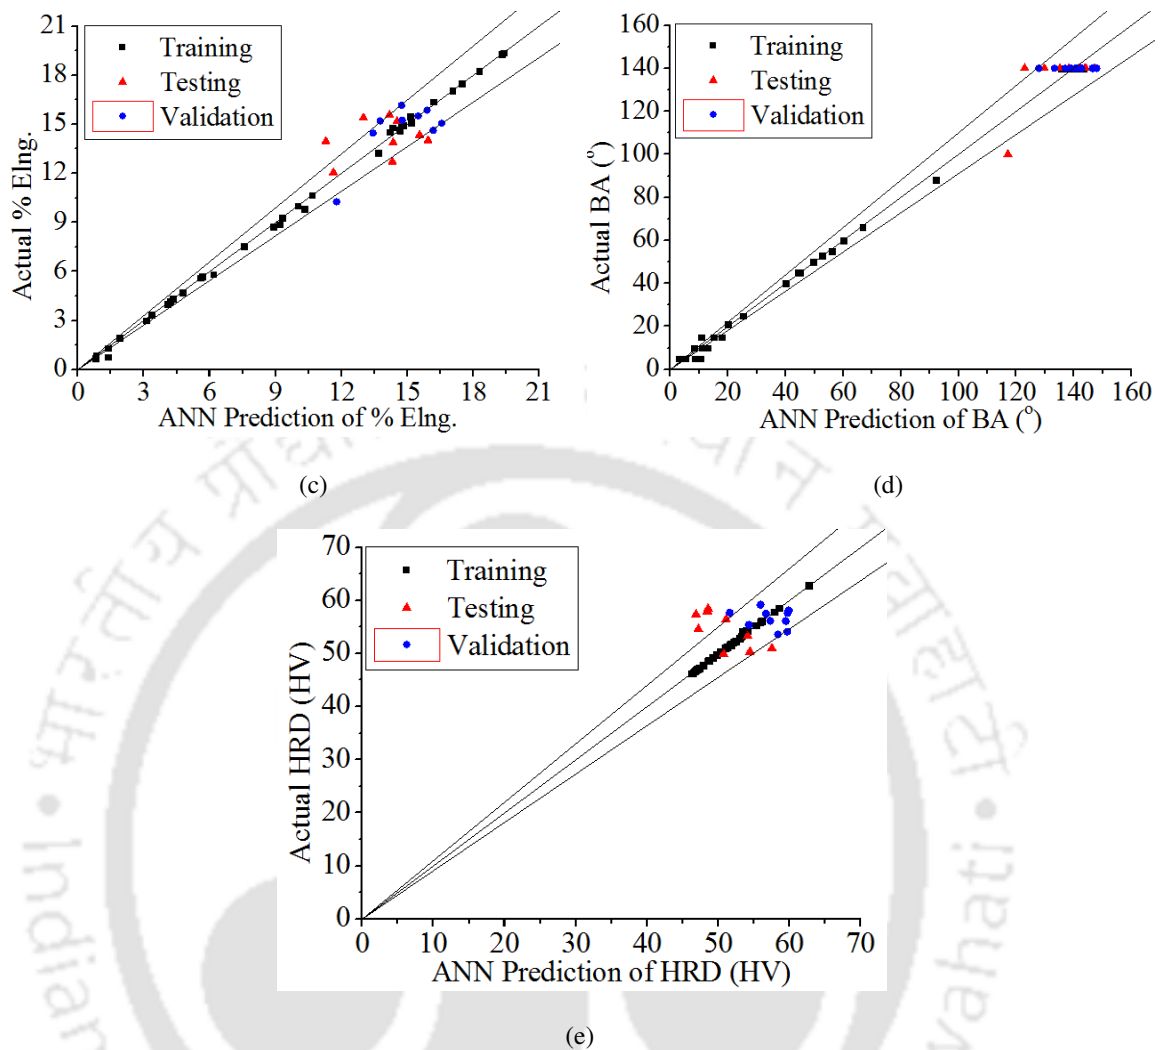 21
18
15
12
9
6
3
0
Actual % Elng.
Training
Testing
Validation
0 3 6 9 12 15 18 21
ANN Prediction of % Elng.
(c)
160
140
120
100
80
60
40
20
0
Actual BA (°)
Training
Testing
Validation
0 20 40 60 80 100 120 140 160
ANN Prediction of BA (°)
(d)
70
60
50
40
30
20
10
0
Actual HRD (HV)
Training
Testing
Validation
0 10 20 30 40 50 60 70
ANN Prediction of HRD (HV)
(e)
भारतीय
Indian
wahati